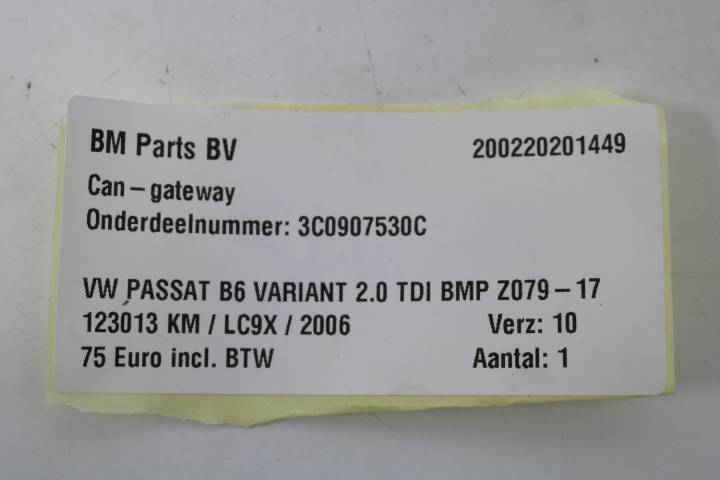 BM Parts BV 200220201449
Can-gateway
Onderdeelnummer: 3C0907530C
VW PASSAT B6 VARIANT 2.0 TDI BMP Z079-17
123013 KM / LC9X / 2006 Verz: 10
75 Euro incl. BTW Aantal: 1